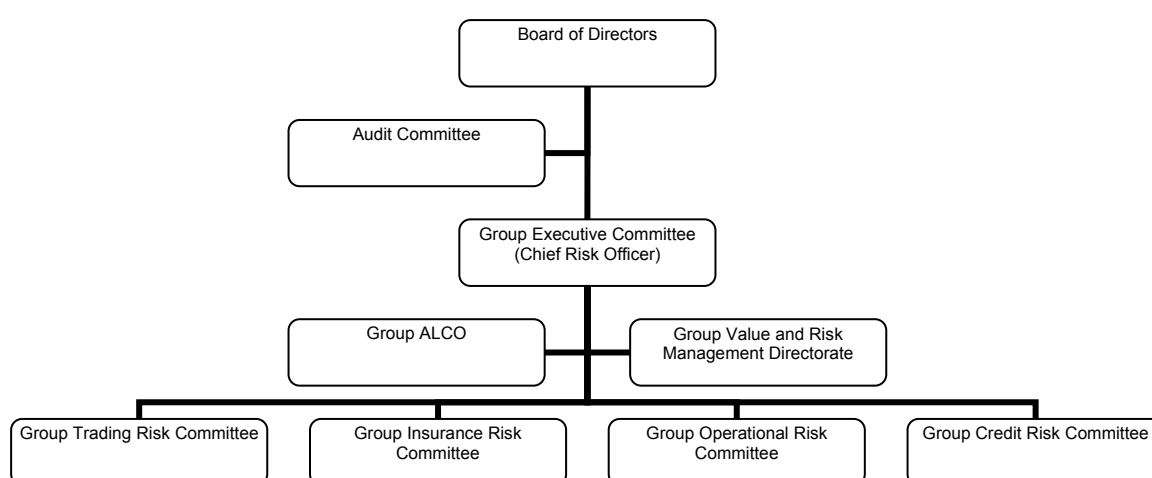 Board of Directors
Audit Committee
Group Executive Committee
(Chief Risk Officer)
Group ALCO
Group Value and Risk
Management Directorate
Group Trading Risk Committee
Group Insurance Risk
Committee
Group Operational Risk
Committee
Group Credit Risk Committee